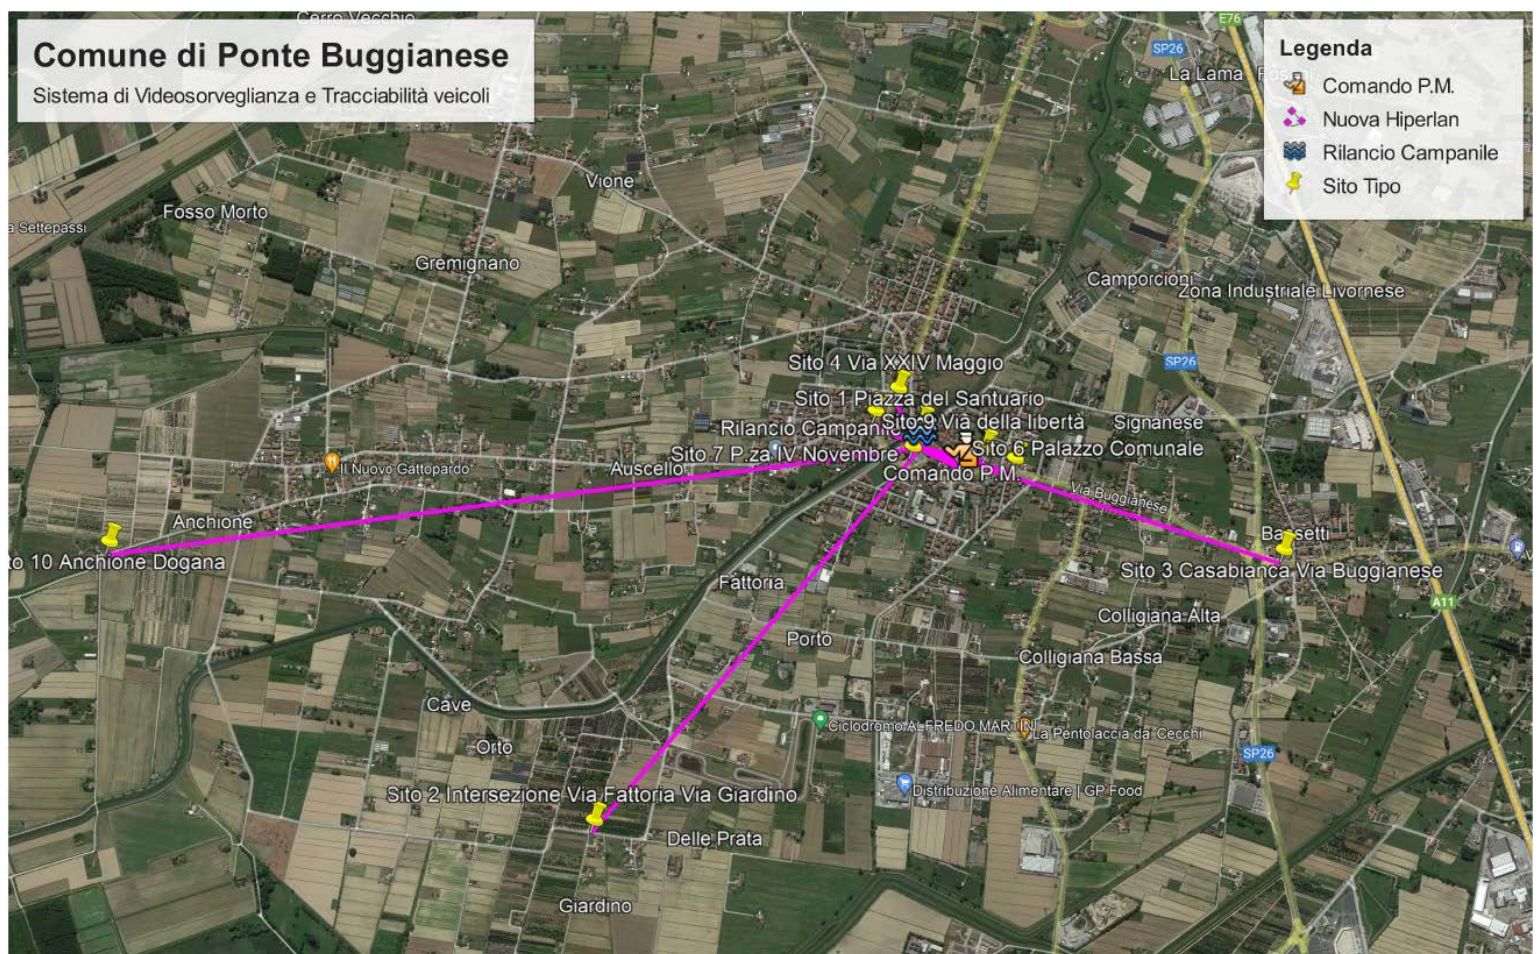 Cerro Vecchio
E76
Comune di Ponte Buggianese
Sistema di Videosorveglianza e Tracciabilità veicoli
SP26
La Lama
Legenda
Comando P.M.
Nuova Hiperlan
Rilancio Campanile
Sito Tipo
Vione
Fosso Morto
a Settepassi
Gremignano
Camporcioni
Zona Industriale Livornese
Sito 4 Via XXIV Maggio
SP26
Sito 1 Piazza del Santuario
Rilancio Campanile
Sito 9 Via della libertà
Signanese
Sito 7 P.za IV Novembre
Sito 6 Palazzo Comunale
Il Nuovo Gattopardo
Auscello
Comando P.M.
Via Buggianese
Anchione
Bassetti
to 10 Anchione Dogana
Sito 3 Casabianca Via Buggianese
Fattoria
A11
Colligiana Alta
Porto
Colligiana Bassa
Cave
Ciclodromo ALFREDO MARTINI
La Pentolaccia da Cecchi
Orto
SP26
Sito 2 Intersezione Via Fattoria Via Giardino
Distribuzione Alimentare | GP Food
Delle Prata
Giardino